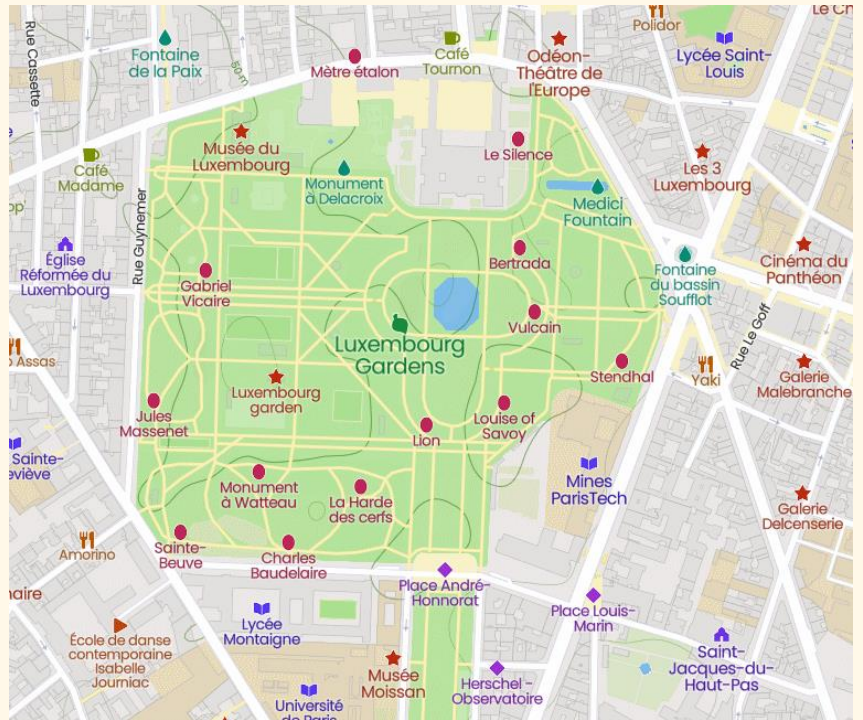 Polidor
Le Ch
Rue Cassette
Fontaine
de la Paix
50 m
Mètre étalon
Café
Tournon
Odéon-
Théâtre de
l'Europe
Lycée Saint-
Louis
Musée du
Luxembourg
Le Silence
Les 3
Luxembourg
Café
Madame
Monument
à Delacroix
Medici
Fountain
Rue Guynemer
Église
Réformée du
Luxembourg
Gabriel
Vicaire
Bertrada
Fontaine
du bassin
Soufflot
Cinéma du
Panthéon
Vulcain
Rue Le Goff
Luxembourg
Gardens
Assas
Stendhal
Yaki
Galerie
Malebranche
Luxembourg
garden
Jules
Massenet
Lion
Louise of
Savoy
Sainte-
eviève
Monument
à Watteau
La Harde
des cerfs
Mines
ParisTech
Galerie
Delcenserie
Amorino
Sainte-
Beuve
Charles
Baudelaire
Place André-
Honnorat
Place Louis-
Marin
naire
École de danse
contemporaine
Isabelle
Journiac
Lycée
Montaigne
Musée
Moissan
Herschel -
Observatoire
Saint-
Jacques-du-
Haut-Pas
Université
de Paris